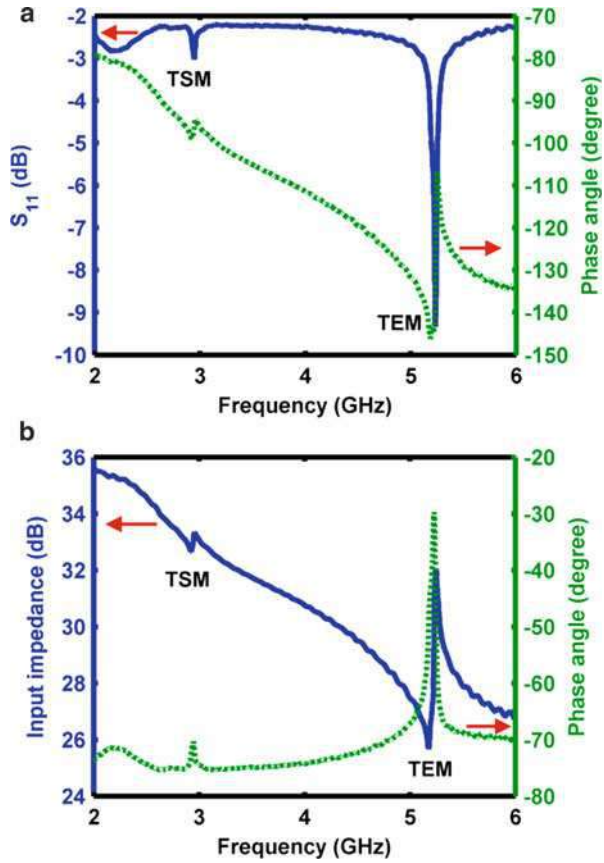 a
-2
-3
-4
-5
-6
-7
-8
-9
-10
S11 (dB)
-70
-80
-90
-100
-110
-120
-130
-140
-150
Phase angle (degree)
TSM
TEM
2 3 4 5 6
Frequency (GHz)
b
36
34
32
30
28
26
24
Input impedance (dB)
-20
-30
-40
-50
-60
-70
-80
Phase angle (degree)
TSM
TEM
2 3 4 5 6
Frequency (GHz)